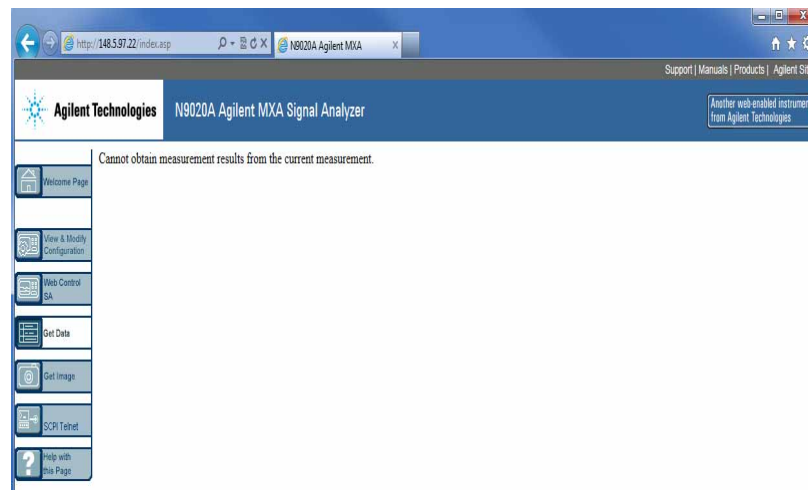 http://148.5.97.22/index.asp
N9020A Agilent MXA
Support | Manuals | Products | Agilent Sit
Agilent Technologies
N9020A Agilent MXA Signal Analyzer
Another web-enabled instrumen
from Agilent Technologies
Cannot obtain measurement results from the current measurement.
Welcome Page
View & Modify
Configuration
Web Control
SA
Get Data
Get Image
SCPI Telnet
Help with
this Page